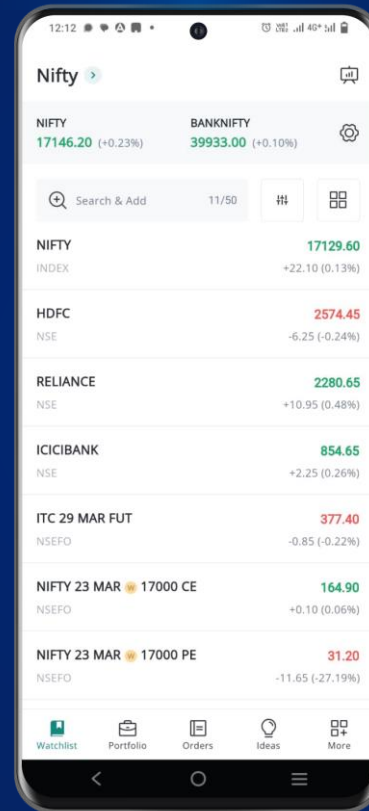 12:12
4G+
Nifty
NIFTY BANKNIFTY
17146.20 (+0.23%) 39933.00 (+0.10%)
Search & Add 11/50
NIFTY 17129.60
INDEX +22.10 (0.13%)
HDFC 2574.45
NSE -6.25 (-0.24%)
RELIANCE 2280.65
NSE +10.95 (0.48%)
ICICIBANK 854.65
NSE +2.25 (0.26%)
ITC 29 MAR FUT 377.40
NSEFO -0.85 (-0.22%)
NIFTY 23 MAR W 17000 CE 164.90
NSEFO +0.10 (0.06%)
NIFTY 23 MAR W 17000 PE 31.20
NSEFO -11.65 (-27.19%)
Watchlist Portfolio Orders Ideas More